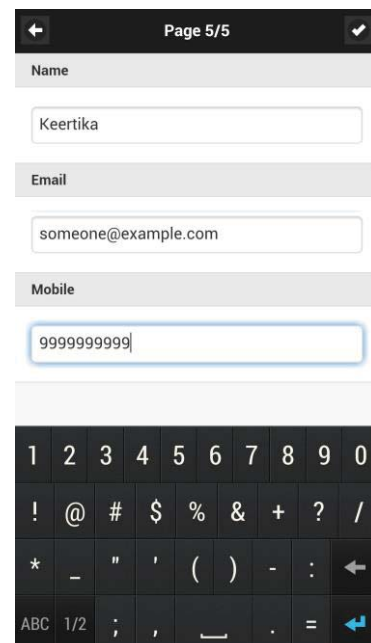 Page 5/5
Name
Keertika
Email
someone@example.com
Mobile
9999999999
1 2 3 4 5 6 7 8 9 0
! @ # $ % & + ? /
* _ " ' ( ) - :
ABC 1/2 ; , . =